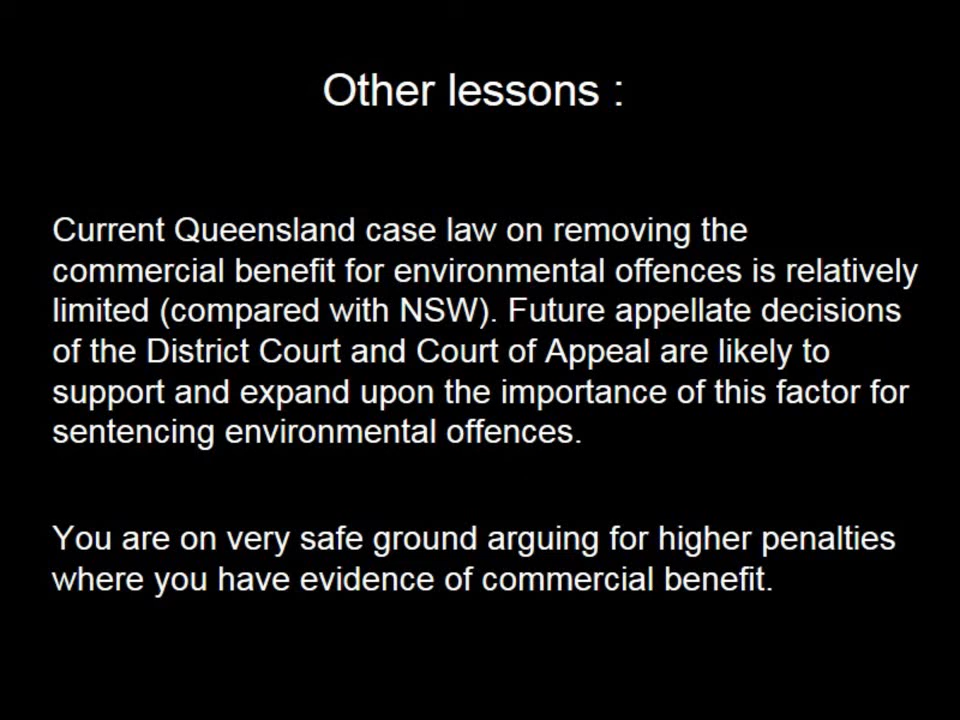 Other lessons :
Current Queensland case law on removing the
commercial benefit for environmental offences is relatively
limited (compared with NSW). Future appellate decisions
of the District Court and Court of Appeal are likely to
support and expand upon the importance of this factor for
sentencing environmental offences.
You are on very safe ground arguing for higher penalties
where you have evidence of commercial benefit.